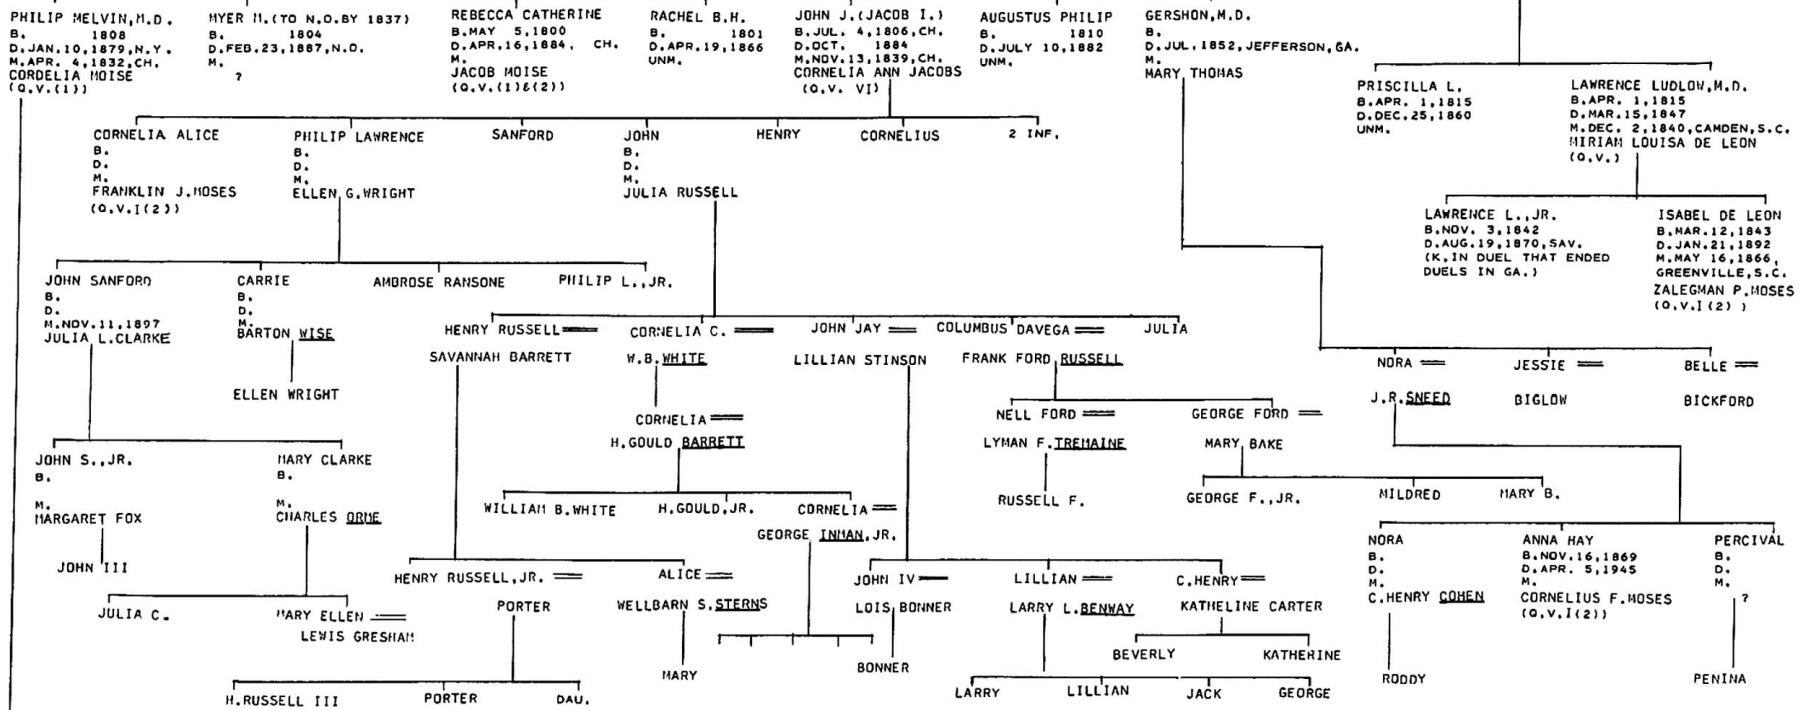 PHILIP MELVIN,M.D.
B. 1808
D.JAN.10,1879,N.Y.
M.APR. 4,1832,CH.
CORDELIA MOISE
(Q.V.(1))
MYER M.(TO N.O.BY 1837)
B. 1804
D.FEB.23,1887,N.O.
M.
?
REBECCA CATHERINE
B.MAY 5,1800
D.APR.16,1884, CH.
M.
JACOB MOISE
(Q.V.(1)&(2))
RACHEL B.H.
B. 1801
D.APR.19,1866
UNM.
JOHN J.(JACOB I.)
B.JUL. 4,1806,CH.
D.OCT. 1884
M.NOV.13,1839,CH.
CORNELIA ANN JACOBS
(Q.V. VI)
AUGUSTUS PHILIP
B. 1810
D.JULY 10,1882
UNM.
GERSHON,M.D.
B.
D.JUL.1852,JEFFERSON,GA.
M.
MARY THOMAS
PRISCILLA L.
B.APR. 1,1815
D.DEC.25,1860
UNM.
LAWRENCE LUDLOW,M.D.
B.APR. 1,1815
D.MAR.15,1847
M.DEC. 2,1840,CAMDEN,S.C.
MIRIAM LOUISA DE LEON
(Q.V.)
CORNELIA ALICE
B.
D.
M.
FRANKLIN J.MOSES
(Q.V.I(2))
PHILIP LAWRENCE
B.
D.
M.
ELLEN G.WRIGHT
SANFORD
JOHN
B.
D.
M.
JULIA RUSSELL
HENRY
CORNELIUS
2 INF.
LAWRENCE L.,JR.
B.NOV. 3,1842
D.AUG.19,1870,SAV.
(K.IN DUEL THAT ENDED
DUELS IN GA.)
ISABEL DE LEON
B.MAR.12,1843
D.JAN.21,1892
M.MAY 16,1866,
GREENVILLE,S.C.
ZALEGMAN P.MOSES
(Q.V.I(2) )
JOHN SANFORD
B.
D.
M.NOV.11,1897
JULIA L.CLARKE
CARRIE
B.
D.
M.
BARTON WISE
AMBROSE RANSONE
PHILIP L.,JR.
ELLEN WRIGHT
HENRY RUSSELL
SAVANNAH BARRETT
CORNELIA C.
W.B.WHITE
JOHN JAY
LILLIAN STINSON
COLUMBUS DAVEGA
FRANK FORD RUSSELL
JULIA
NORA
J.R.SNEED
JESSIE
BIGLOW
BELLE
BICKFORD
CORNELIA
H.GOULD BARRETT
NELL FORD
LYMAN F.TREMAINE
GEORGE FORD
MARY BAKE
JOHN S.,JR.
B.
M.
MARGARET FOX
MARY CLARKE
B.
M.
CHARLES ORME
WILLIAM B.WHITE
H.GOULD,JR.
CORNELIA
GEORGE INMAN,JR.
RUSSELL F.
GEORGE F.,JR.
MILDRED
MARY B.
JOHN III
JULIA C.
MARY ELLEN
LEWIS GRESHAM
HENRY RUSSELL,JR.
PORTER
ALICE
WELLBARN S.STERNS
JOHN IV
LOIS BONNER
LILLIAN
LARRY L.BENWAY
C.HENRY
KATHELINE CARTER
NORA
B.
D.
M.
C.HENRY COHEN
ANNA HAY
B.NOV.16,1869
D.APR. 5,1945
M.
CORNELIUS F.MOSES
(Q.V.I(2))
PERCIVAL
B.
D.
M.
?
MARY
BONNER
BEVERLY
KATHERINE
RODDY
PENINA
H.RUSSELL III
PORTER
DAU.
LARRY
LILLIAN
JACK
GEORGE